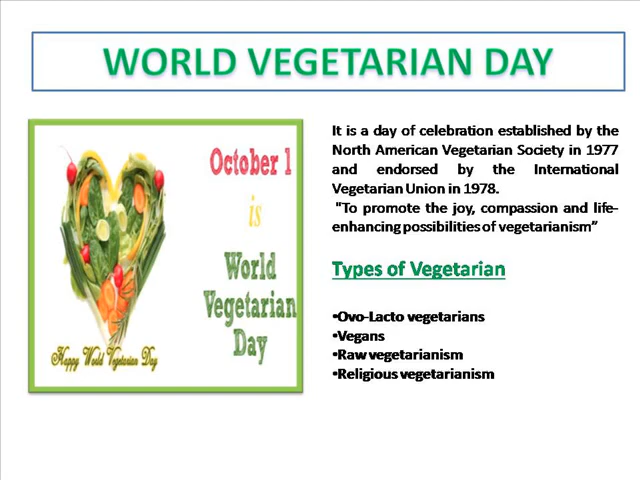 WORLD VEGETARIAN DAY
October 1
is
World
Vegetarian
Day
Happy World Vegetarian Day
It is a day of celebration established by the
North American Vegetarian Society in 1977
and endorsed by the International
Vegetarian Union in 1978.
"To promote the joy, compassion and life-
enhancing possibilities of vegetarianism”
Types of Vegetarian
•Ovo-Lacto vegetarians
•Vegans
•Raw vegetarianism
•Religious vegetarianism